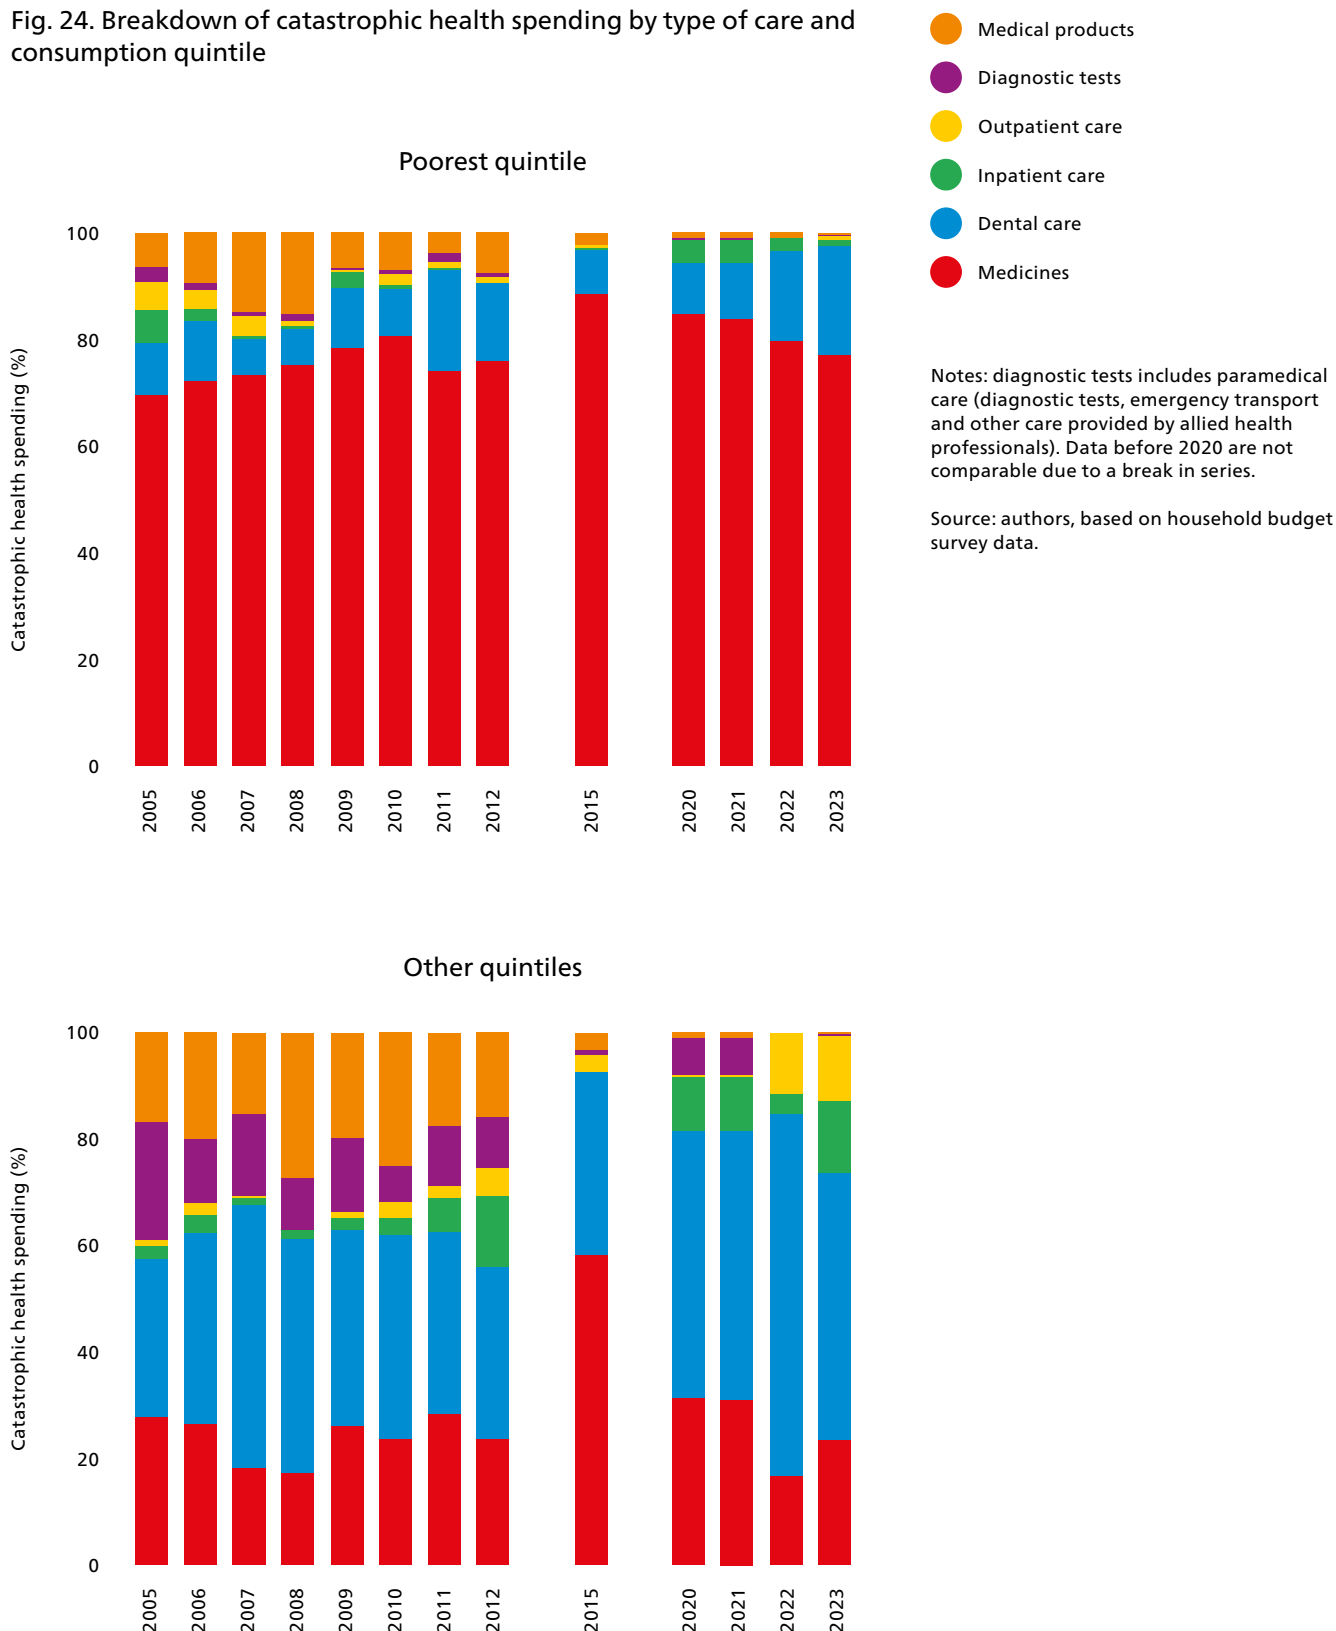 Fig. 24. Breakdown of catastrophic health spending by type of care and
consumption quintile
Medical products
Diagnostic tests
Outpatient care
Inpatient care
Dental care
Medicines
Notes: diagnostic tests includes paramedical
care (diagnostic tests, emergency transport
and other care provided by allied health
professionals). Data before 2020 are not
comparable due to a break in series.
Source: authors, based on household budget
survey data.
Poorest quintile
Catastrophic health spending (%)
100
80
60
40
20
0
2005
2006
2007
2008
2009
2010
2011
2012
2015
2020
2021
2022
2023
Other quintiles
Catastrophic health spending (%)
100
80
60
40
20
0
2005
2006
2007
2008
2009
2010
2011
2012
2015
2020
2021
2022
2023